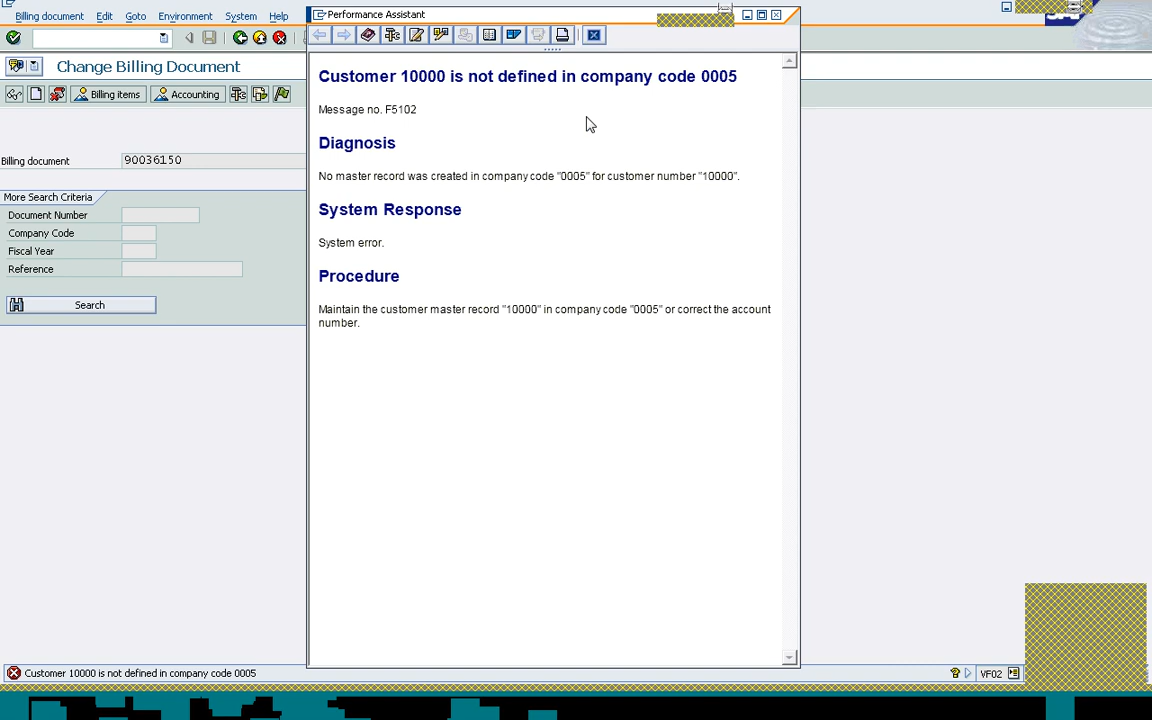 Billing document Edit Goto Environment System Help
Performance Assistant
Change Billing Document
Billing items Accounting
Billing document 90036150
More Search Criteria
Document Number
Company Code
Fiscal Year
Reference
Search
Customer 10000 is not defined in company code 0005
Message no. F5102
Diagnosis
No master record was created in company code "0005" for customer number "10000".
System Response
System error.
Procedure
Maintain the customer master record "10000" in company code "0005" or correct the account
number.
Customer 10000 is not defined in company code 0005
VF02